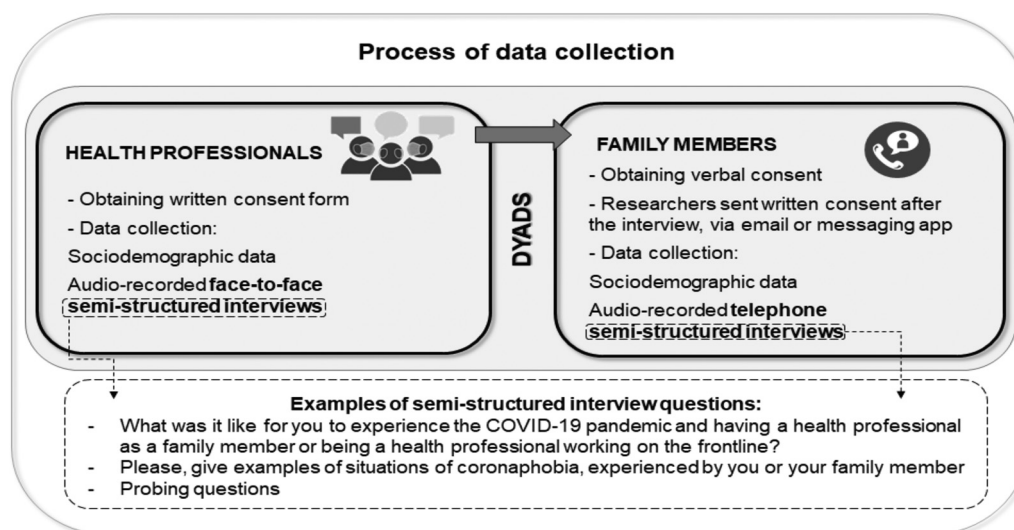 Process of data collection
HEALTH PROFESSIONALS
- Obtaining written consent form
- Data collection:
Sociodemographic data
Audio-recorded face-to-face
semi-structured interviews
DYADS
FAMILY MEMBERS
- Obtaining verbal consent
- Researchers sent written consent after
the interview, via email or messaging app
- Data collection:
Sociodemographic data
Audio-recorded telephone
semi-structured interviews
Examples of semi-structured interview questions:
- What was it like for you to experience the COVID-19 pandemic and having a health professional
as a family member or being a health professional working on the frontline?
- Please, give examples of situations of coronaphobia, experienced by you or your family member
- Probing questions